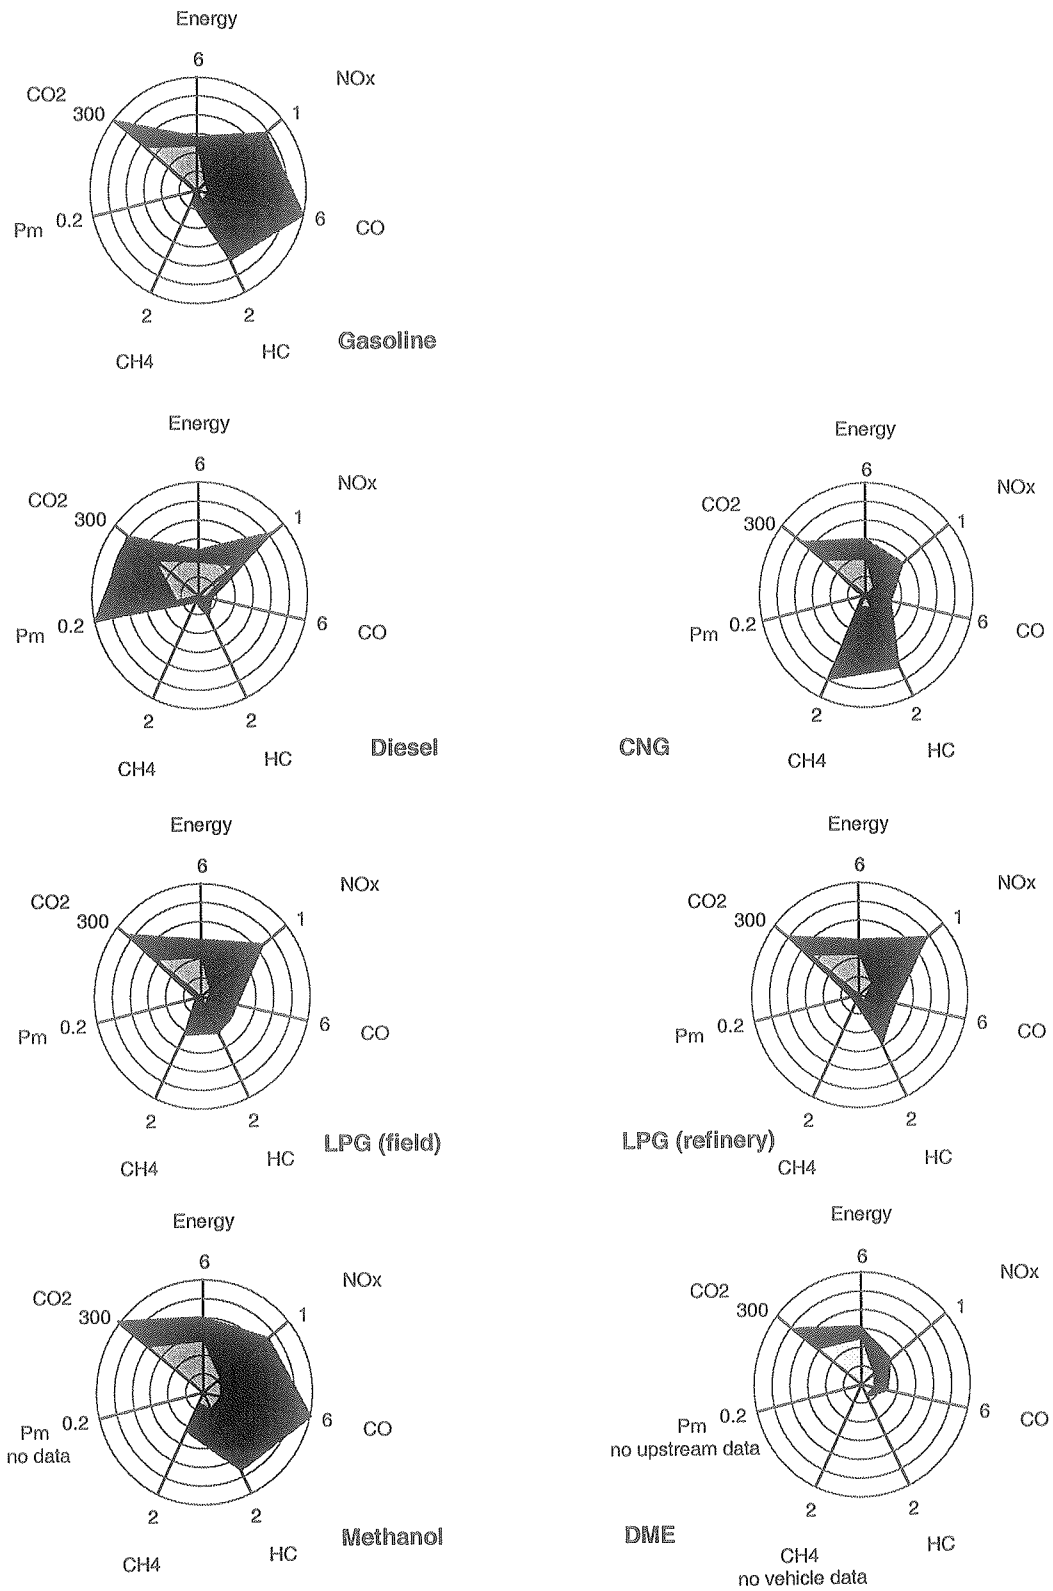 Energy
6
NOx
CO2
300
1
Pm 0.2
6
CO
2
2
CH4
HC
Gasoline
Energy
6
NOx
CO2
300
1
Pm 0.2
6
CO
2
2
CH4
HC
Diesel
Energy
6
NOx
CO2
300
1
Pm 0.2
6
CO
2
2
CNG
CH4
HC
Energy
6
NOx
CO2
300
1
Pm 0.2
6
CO
2
2
CH4
HC
LPG (field)
Energy
6
NOx
CO2
300
1
Pm 0.2
6
CO
2
2
LPG (refinery)
CH4
HC
Energy
6
NOx
CO2
300
1
Pm 0.2
no data
6
CO
2
2
CH4
HC
Methanol
Energy
6
NOx
CO2
300
1
Pm 0.2
no upstream data
6
CO
2
2
DME
HC
CH4
no vehicle data